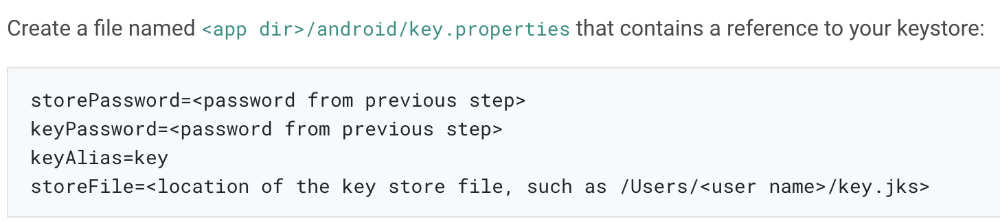 Create a file named <app dir>/android/key.properties that contains a reference to your keystore:
storePassword=<password from previous step>
keyPassword=<password from previous step>
keyAlias=key
storeFile=<location of the key store file, such as /Users/<user name>/key.jks>